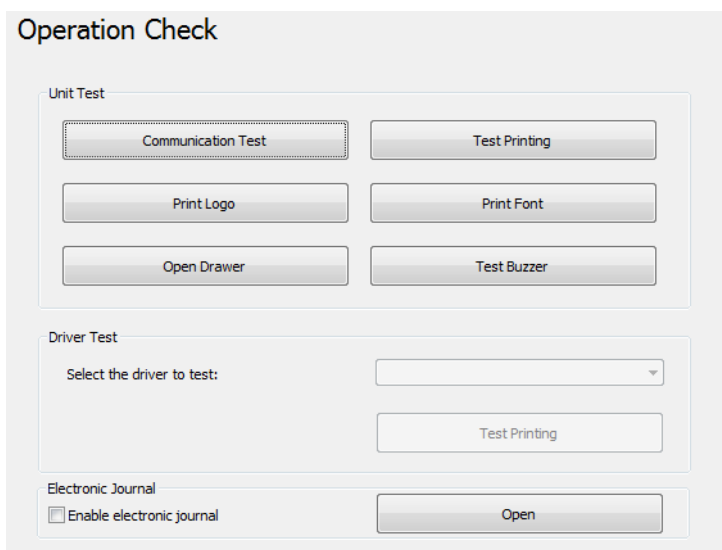 Operation Check
Unit Test
Communication Test
Test Printing
Print Logo
Print Font
Open Drawer
Test Buzzer
Driver Test
Select the driver to test:
Test Printing
Electronic Journal
Enable electronic journal
Open